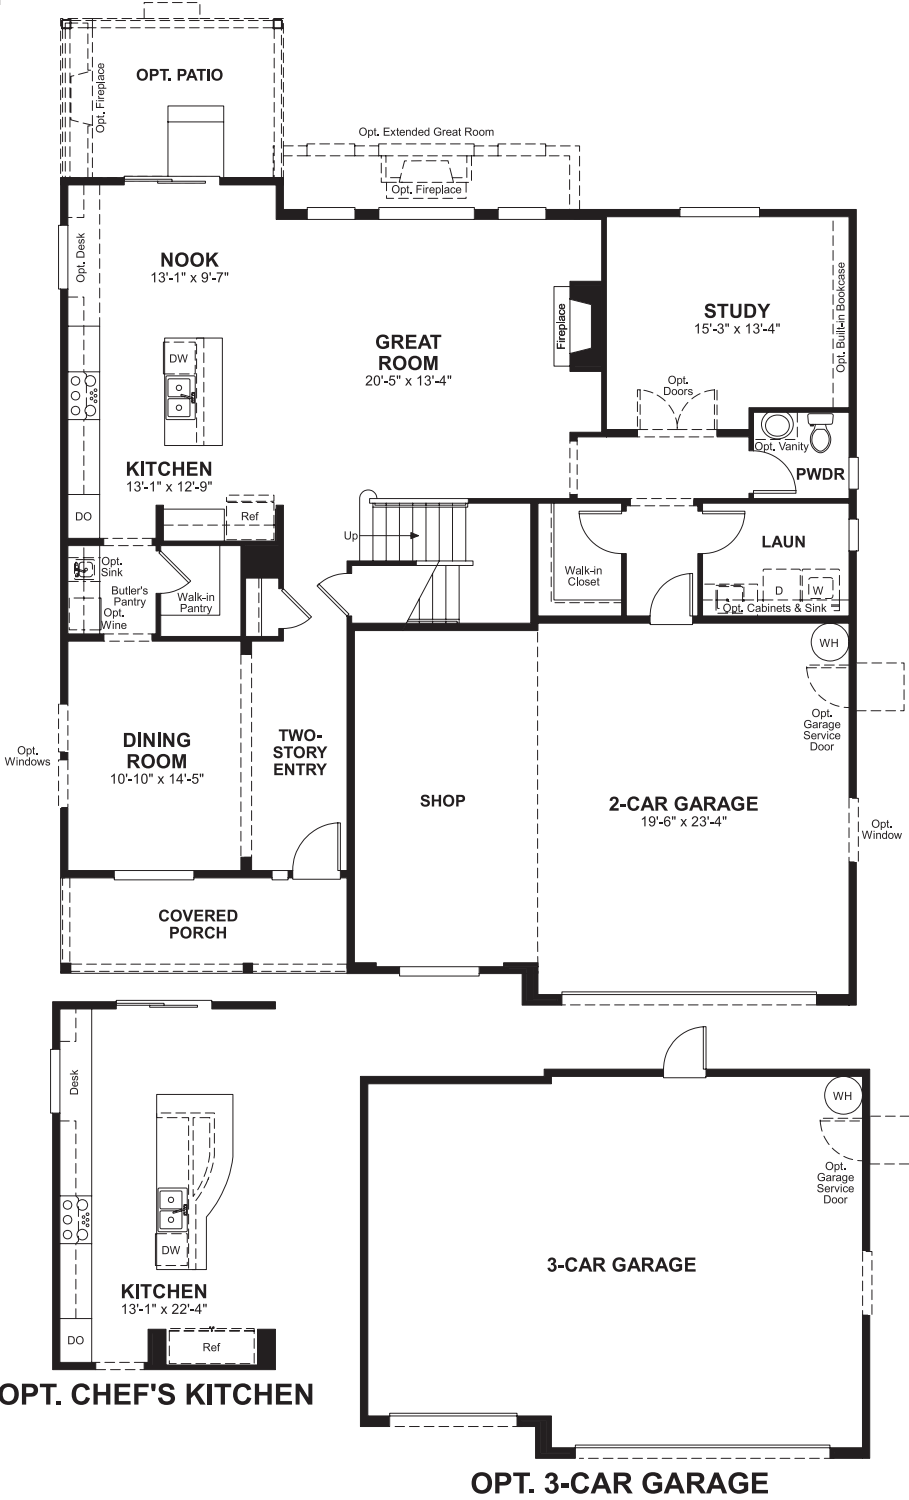 OPT. PATIO
Opt. Fireplace
Opt. Extended Great Room
Opt. Fireplace
NOOK
13'-1" x 9'-7"
Opt. Desk
GREAT
ROOM
20'-5" x 13'-4"
Fireplace
STUDY
15'-3" x 13'-4"
Opt. Built-in Bookcase
DW
Opt.
Doors
Opt. Vanity
PWDR
KITCHEN
13'-1" x 12'-9"
DO
Ref
Up
LAUN
Walk-in
Closet
D
W
Opt. Cabinets & Sink
Opt.
Sink
Butler's
Pantry
Opt.
Wine
Walk-in
Pantry
WH
Opt.
Garage
Service
Door
DINING
ROOM
10'-10" x 14'-5"
Opt.
Windows
TWO-
STORY
ENTRY
SHOP
2-CAR GARAGE
19'-6" x 23'-4"
Opt.
Window
COVERED
PORCH
Desk
DW
KITCHEN
13'-1" x 22'-4"
DO
Ref
OPT. CHEF'S KITCHEN
WH
Opt.
Garage
Service
Door
3-CAR GARAGE
OPT. 3-CAR GARAGE